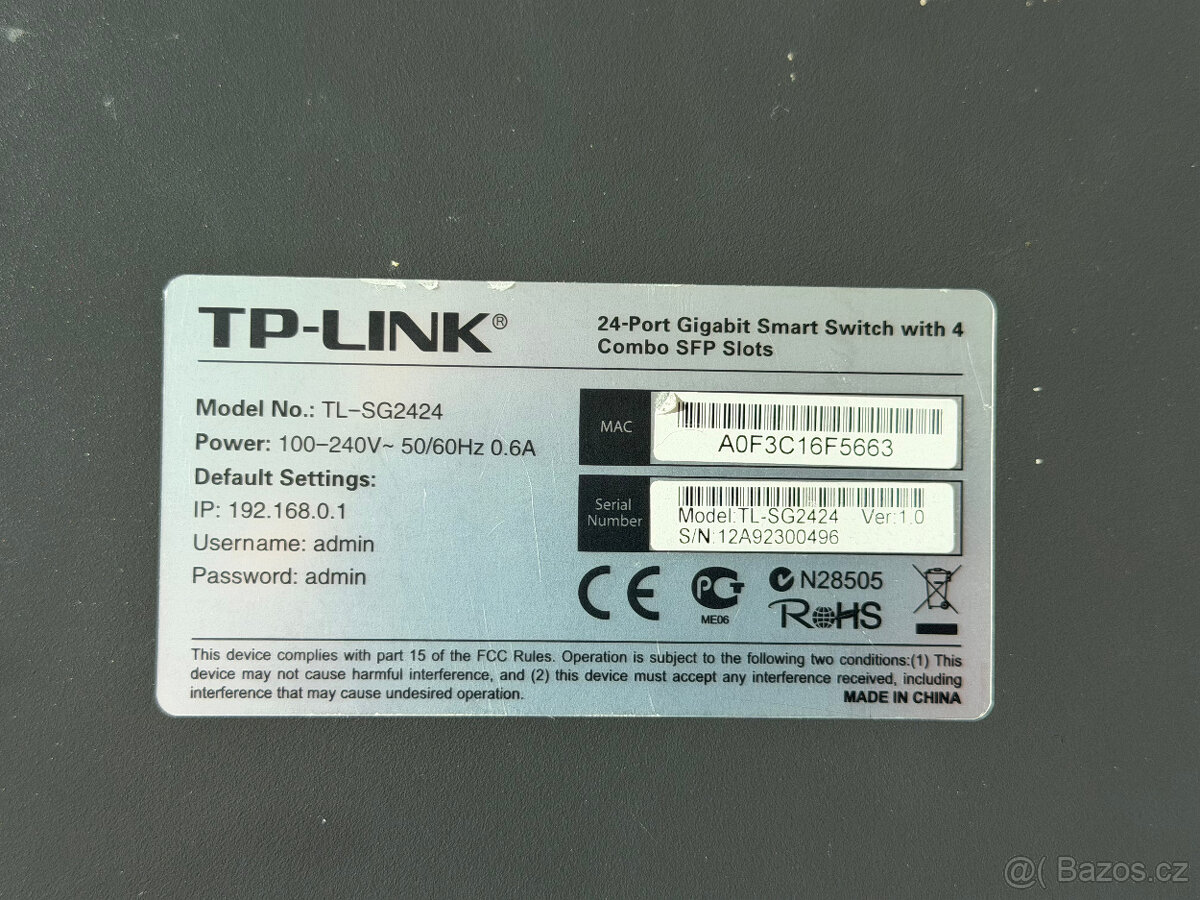 TP-LINK®
24-Port Gigabit Smart Switch with 4
Combo SFP Slots
Model No.: TL-SG2424
Power: 100-240V~ 50/60Hz 0.6A
Default Settings:
IP: 192.168.0.1
Username: admin
Password: admin
MAC
A0F3C16F5663
Serial
Number
Model:TL-SG2424 Ver:1.0
S/N:12A92300496
CE
PCT
ME06
N28505
RoHS
This device complies with part 15 of the FCC Rules. Operation is subject to the following two conditions:(1) This
device may not cause harmful interference, and (2) this device must accept any interference received, including
interference that may cause undesired operation.
MADE IN CHINA
@( Bazos.cz